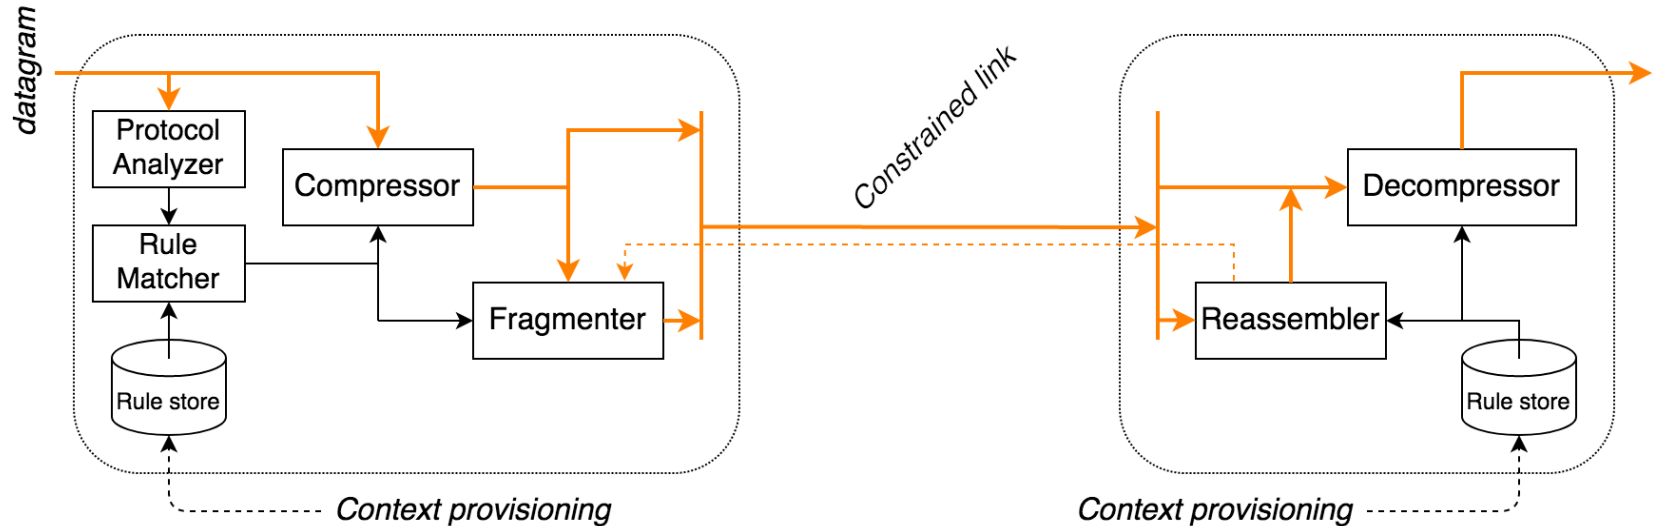 datagram
Protocol
Analyzer
Compressor
Rule
Matcher
Fragmenter
Rule store
Context provisioning
Constrained link
Decompressor
Reassembler
Rule store
Context provisioning